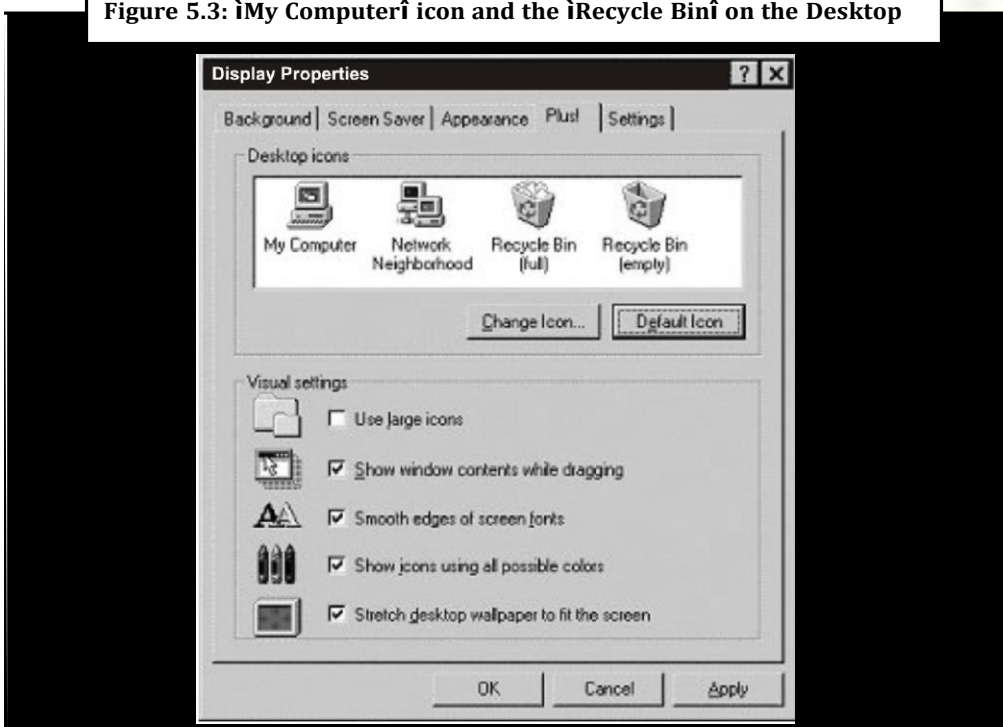 Figure 5.3: ÌMy ComputerÎ icon and the ÌRecycle BinÎ on the Desktop
Display Properties
? X
Background Screen Saver Appearance Plus! Settings
Desktop icons
My Computer
Network
Neighborhood
Recycle Bin
(full)
Recycle Bin
(empty)
Change Icon... Default Icon
Visual settings
Use large icons
Show window contents while dragging
Smooth edges of screen fonts
Show icons using all possible colors
Stretch desktop wallpaper to fit the screen
OK Cancel Apply